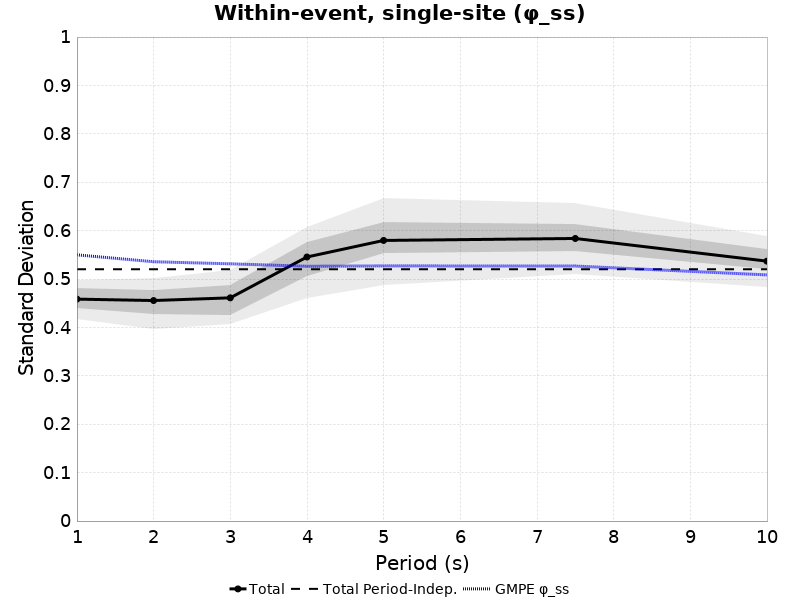 Within-event, single-site (φ_ss)
1
0.9
0.8
0.7
0.6
0.5
0.4
0.3
0.2
0.1
0
Standard Deviation
1 2 3 4 5 6 7 8 9 10
Period (s)
Total Total Period-Indep. GMPE φ_ss